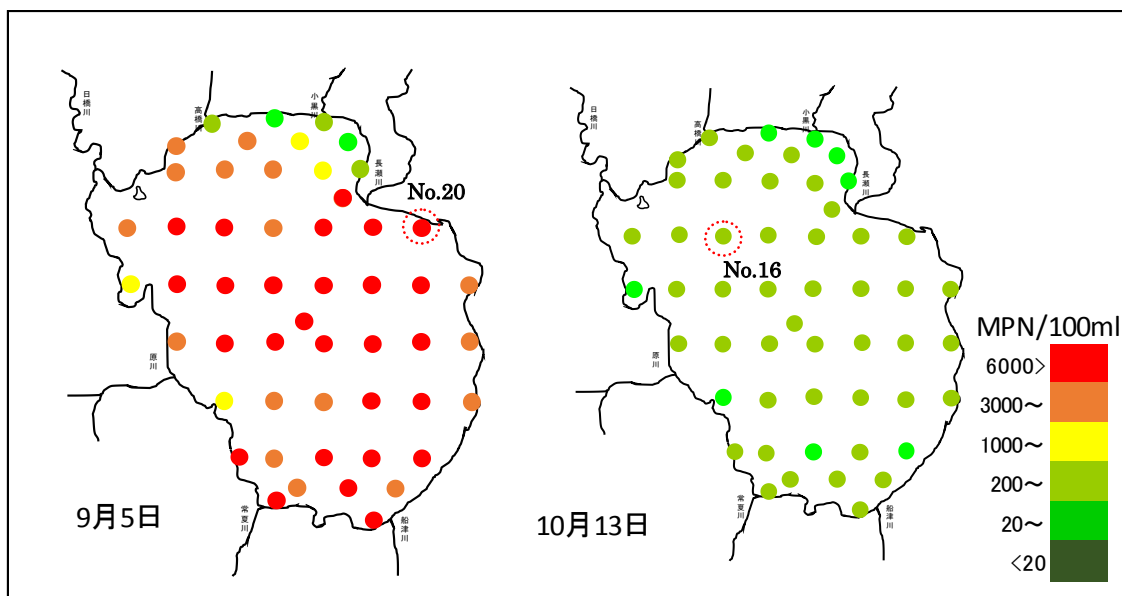 日橋川
高橋川
小黒川
長瀬川
No.20
原川
9月5日
常夏川
船津川
日橋川
高橋川
小黒川
長瀬川
No.16
原川
10月13日
常夏川
船津川
MPN/100ml
6000>
3000～
1000～
200～
20～
<20